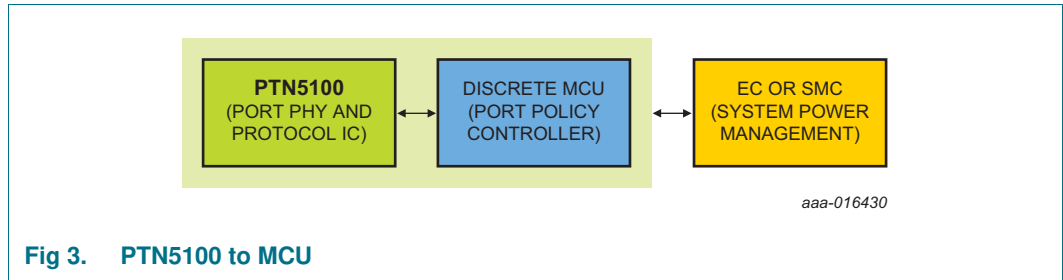 PTN5100
(PORT PHY AND
PROTOCOL IC)
DISCRETE MCU
(PORT POLICY
CONTROLLER)
EC OR SMC
(SYSTEM POWER
MANAGEMENT)
aaa-016430
Fig 3. PTN5100 to MCU